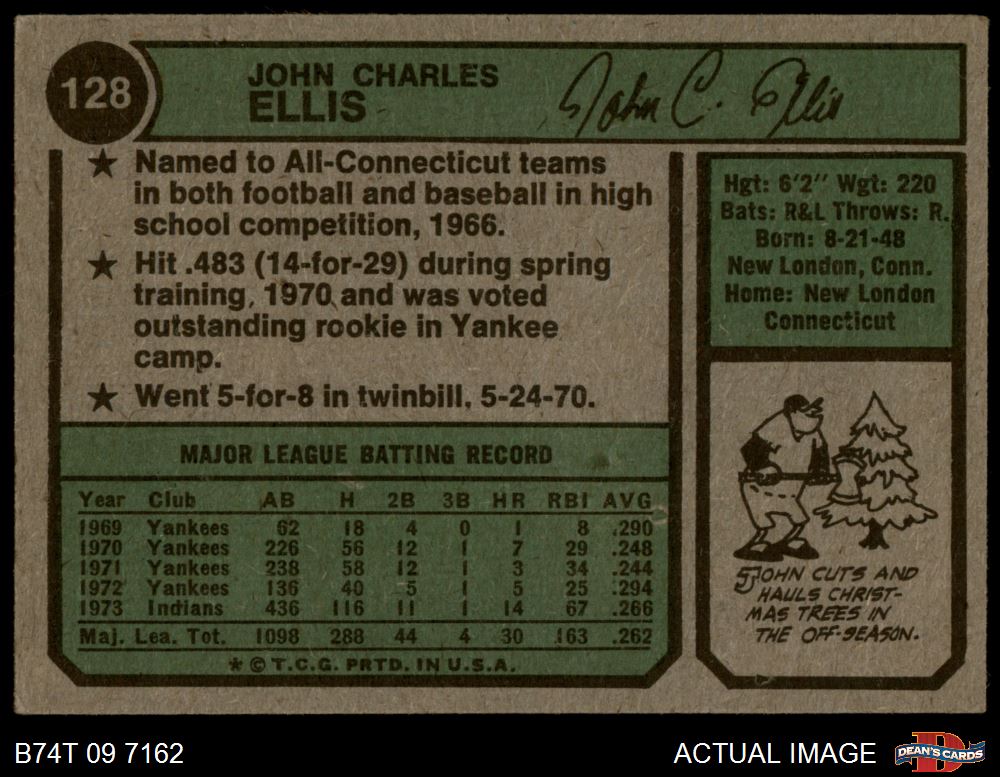 128
JOHN CHARLES
ELLIS
John C. Ellis
★ Named to All-Connecticut teams
in both football and baseball in high
school competition, 1966.
★ Hit .483 (14-for-29) during spring
training, 1970 and was voted
outstanding rookie in Yankee
camp.
★ Went 5-for-8 in twinbill, 5-24-70.
MAJOR LEAGUE BATTING RECORD
Year Club AB H 2B 3B HR RBI AVG
1969 Yankees 62 18 4 0 1 8 .290
1970 Yankees 226 56 12 1 7 29 .248
1971 Yankees 238 58 12 1 3 34 .244
1972 Yankees 136 40 5 1 5 25 .294
1973 Indians 436 116 11 1 14 67 .266
Maj. Lea. Tot. 1098 288 44 4 30 163 .262
* © T.C.G. PRTD. IN U.S.A.
Hgt: 6'2" Wgt: 220
Bats: R&L Throws: R.
Born: 8-21-48
New London, Conn.
Home: New London
Connecticut
JOHN CUTS AND
HAULS CHRIST-
MAS TREES IN
THE OFF-SEASON.
B74T 09 7162
ACTUAL IMAGE
DEAN'S CARDS